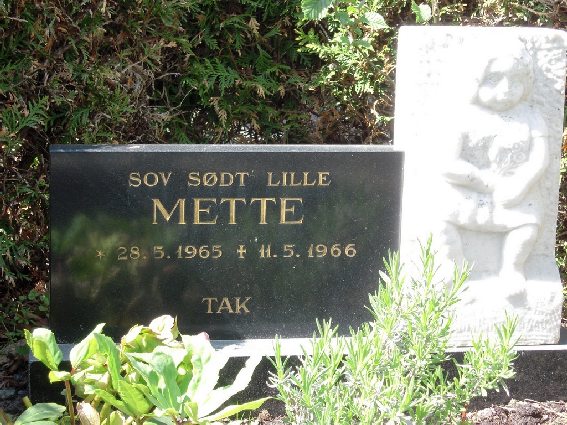 SOV SØDT LILLE
METTE
* 28.5.1965 ✝ 11.5.1966
TAK